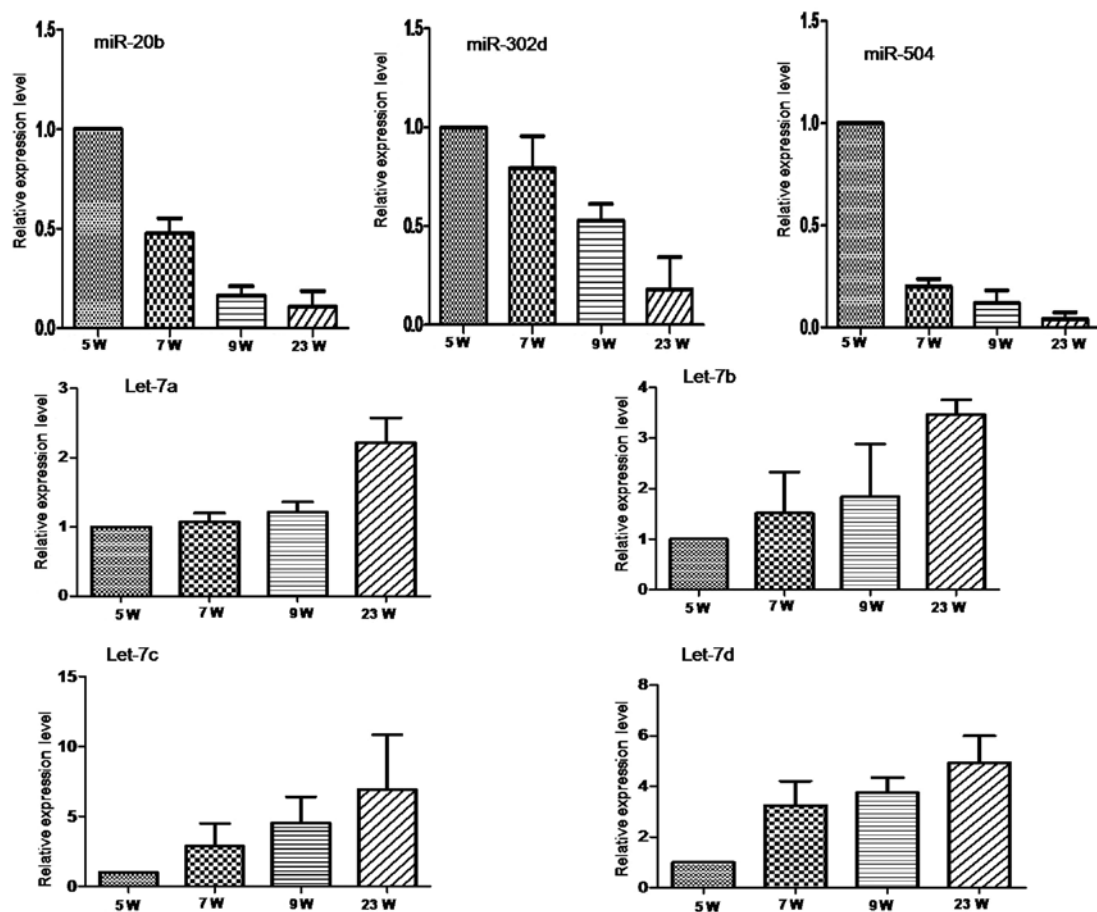 miR-20b
Relative expression level
1.5
1.0
0.5
0.0
5 W
7 W
9 W
23 W
miR-302d
Relative expression level
1.5
1.0
0.5
0.0
5 W
7 W
9 W
23 W
miR-504
Relative expression level
1.5
1.0
0.5
0.0
5 W
7 W
9 W
23 W
Let-7a
Relative expression level
3
2
1
0
5 W
7 W
9 W
23 W
Let-7b
Relative expression level
4
3
2
1
0
5 W
7 W
9 W
23 W
Let-7c
Relative expression level
15
10
5
0
5 W
7 W
9 W
23 W
Let-7d
Relative expression level
8
6
4
2
0
5 W
7 W
9 W
23 W